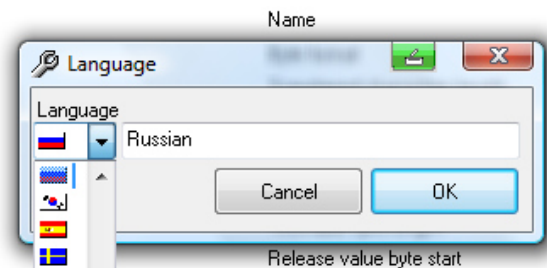 Name
Language
Language
Russian
Cancel
OK
Release value byte start